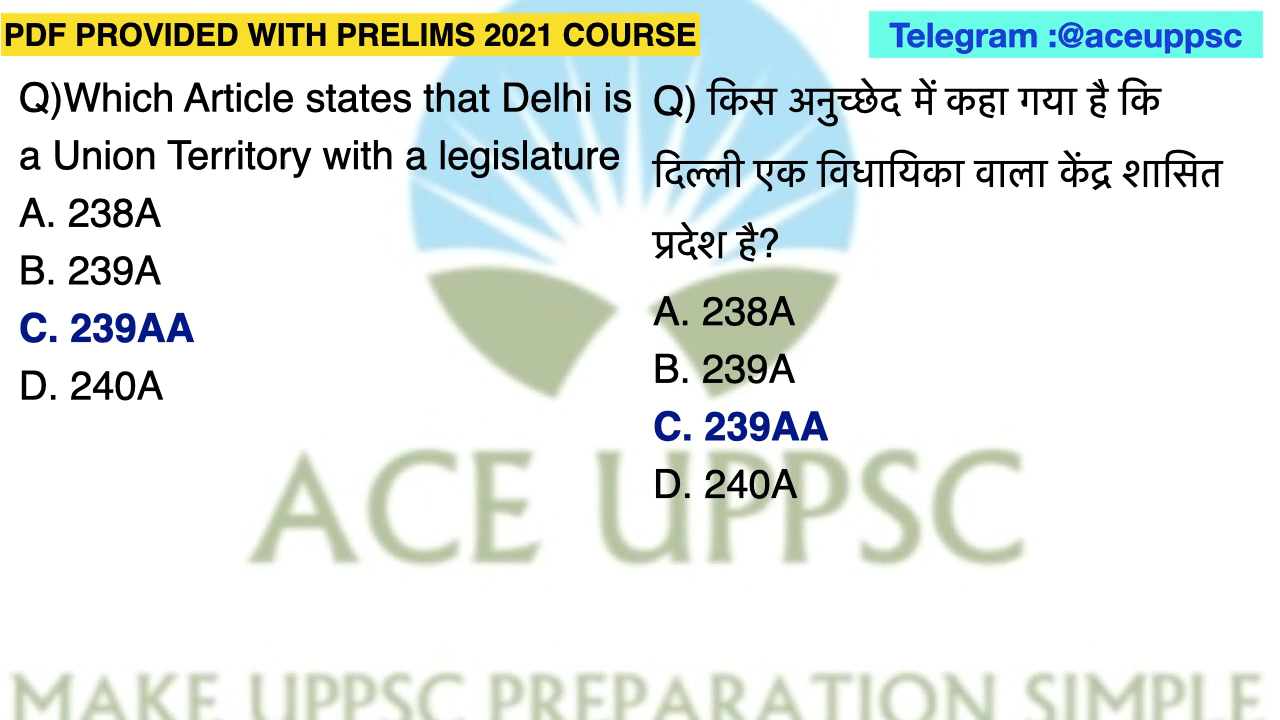 PDF PROVIDED WITH PRELIMS 2021 COURSE
Telegram :@aceuppsc
Q)Which Article states that Delhi is
a Union Territory with a legislature
A. 238A
B. 239A
C. 239AA
D. 240A
Q) किस अनुच्छेद में कहा गया है कि
दिल्ली एक विधायिका वाला केंद्र शासित
प्रदेश है?
A. 238A
B. 239A
C. 239AA
D. 240A
ACE UPPSC
MAKE UPPSC PREPARATION SIMPLE